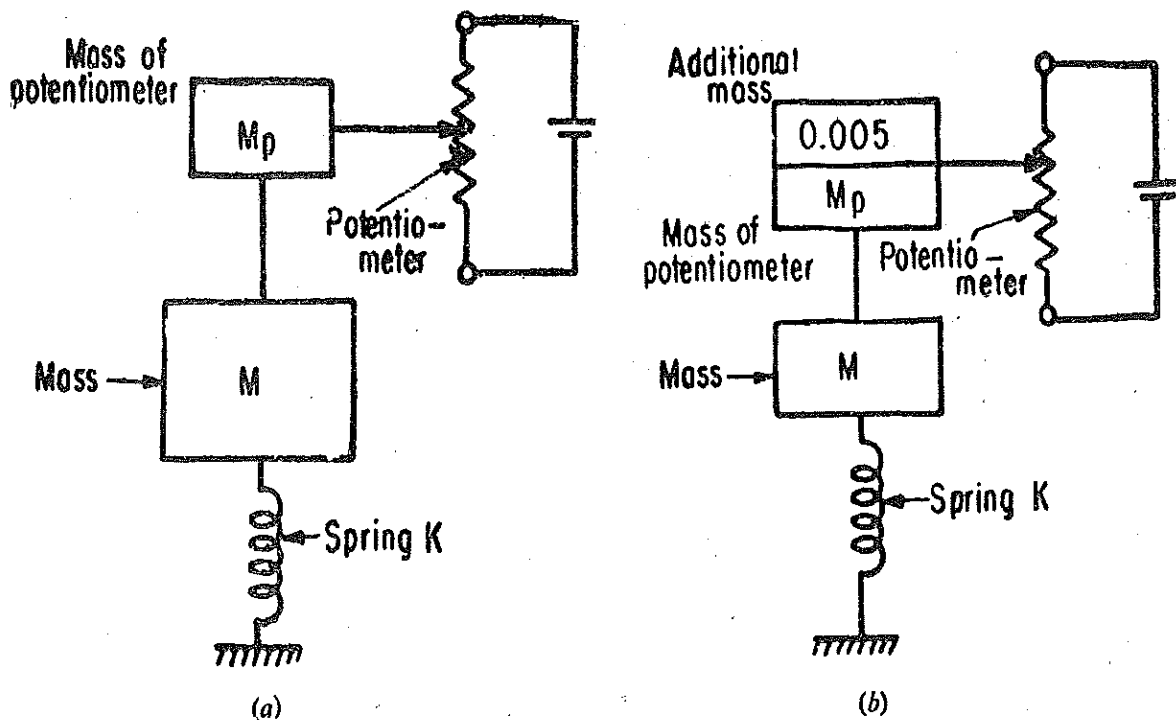 Mass of
potentiometer
Mp
Potentio-
meter
Mass
M
Spring K
(a)
Additional
mass
0.005
Mp
Mass of
potentiometer
Potentio-
meter
Mass
M
Spring K
(b)